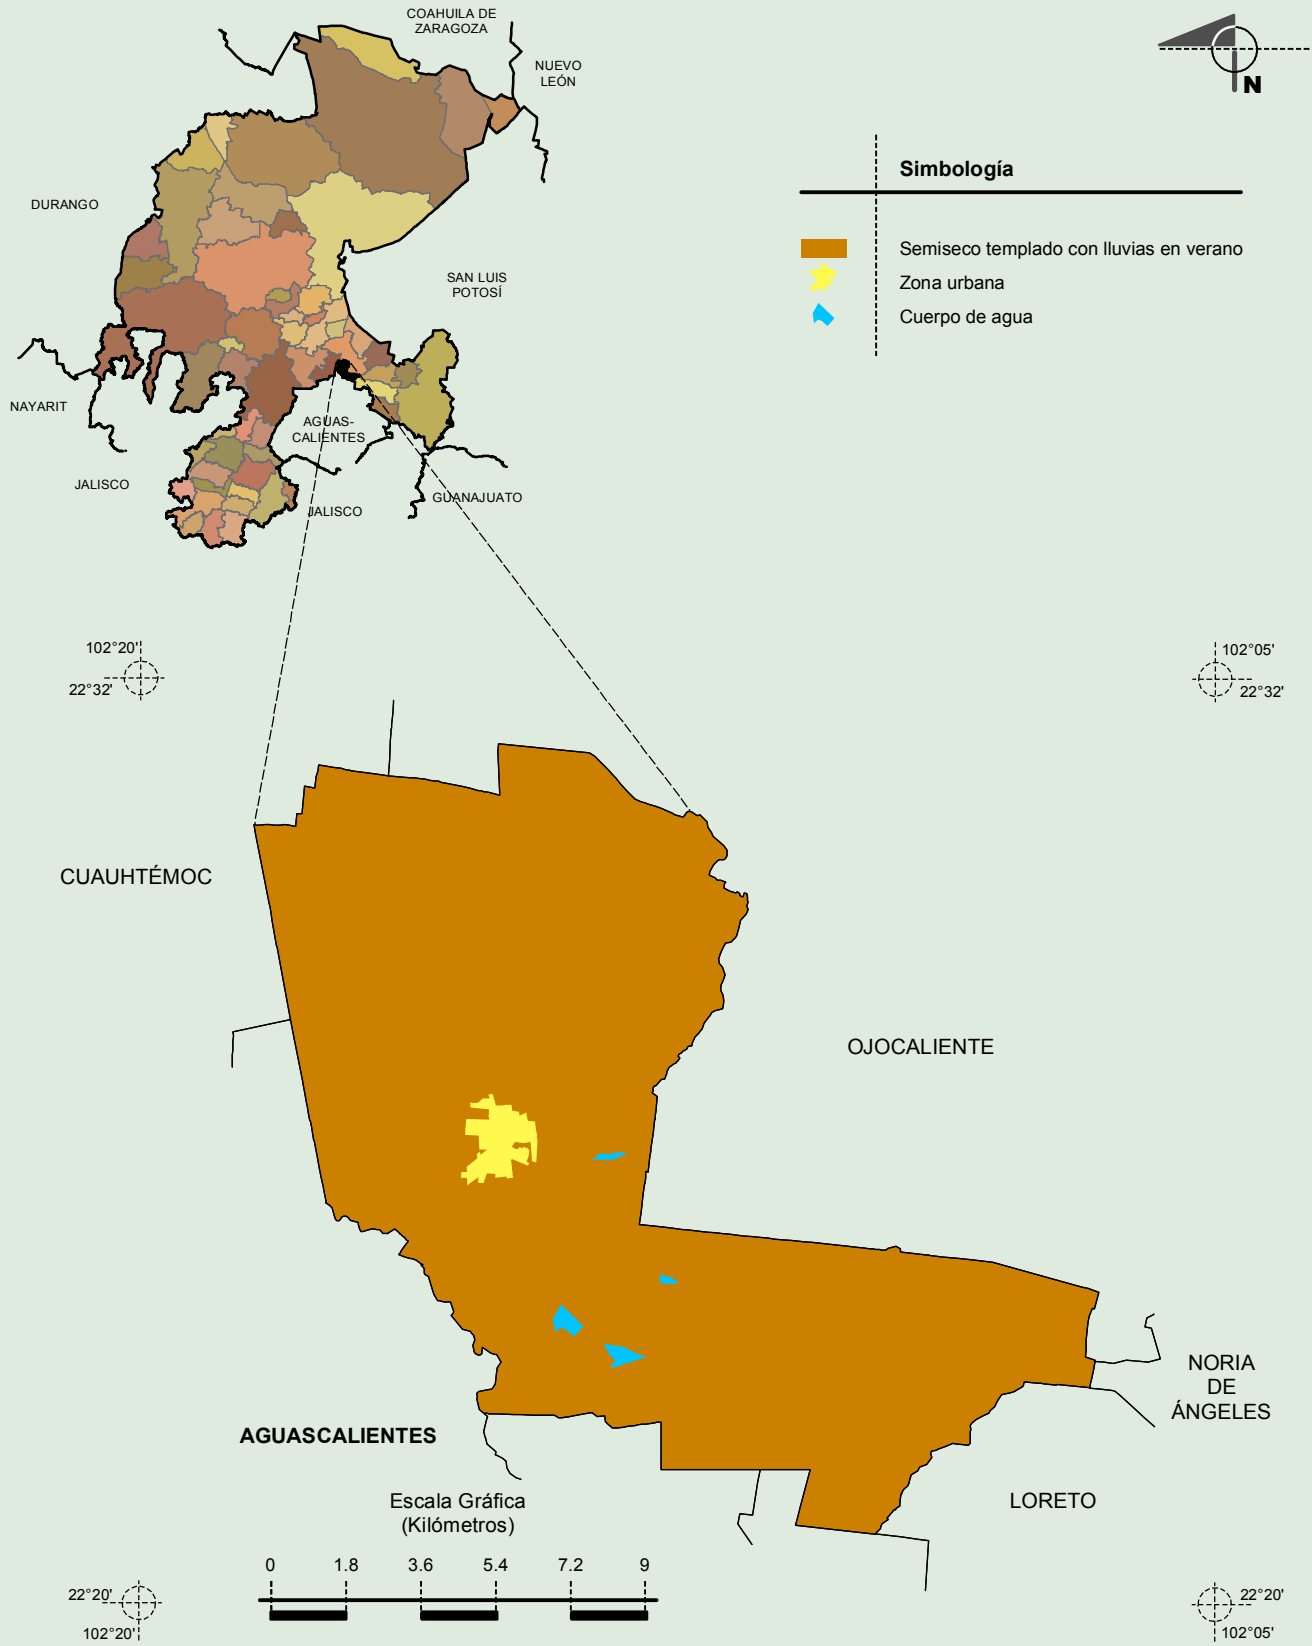 COAHUILA DE
ZARAGOZA
NUEVO
LEÓN
N
Simbología
DURANGO
Semiseco templado con lluvias en verano
SAN LUIS
POTOSÍ
Zona urbana
Cuerpo de agua
NAYARIT
AGUAS-
CALIENTES
JALISCO
GUANAJUATO
JALISCO
102°20'
22°32'
102°05'
22°32'
CUAUHTÉMOC
OJOCALIENTE
NORIA
DE
ÁNGELES
AGUASCALIENTES
LORETO
Escala Gráfica
(Kilómetros)
0 1.8 3.6 5.4 7.2 9
22°20'
102°20'
22°20'
102°05'